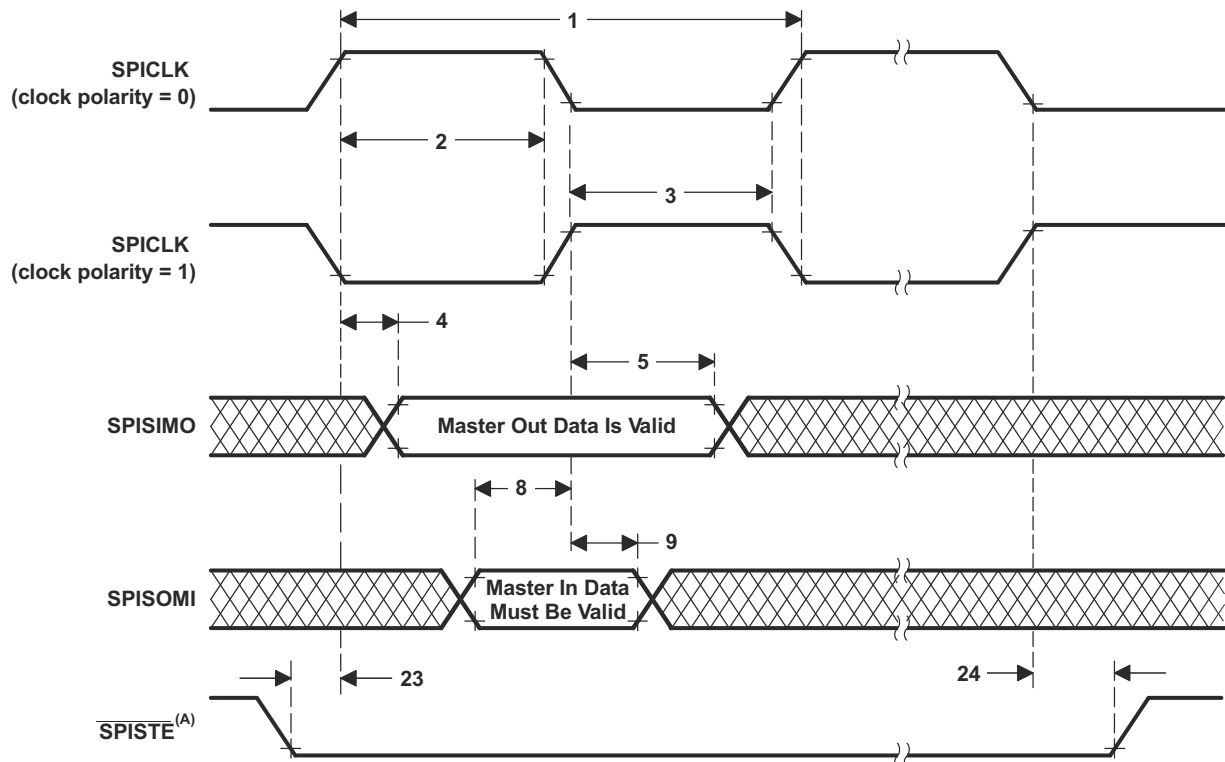 1
SPICLK
(clock polarity = 0)
2
3
SPICLK
(clock polarity = 1)
4
5
SPISIMO
Master Out Data Is Valid
8
9
SPISOMI
Master In Data
Must Be Valid
23
24
SPISTE(A)